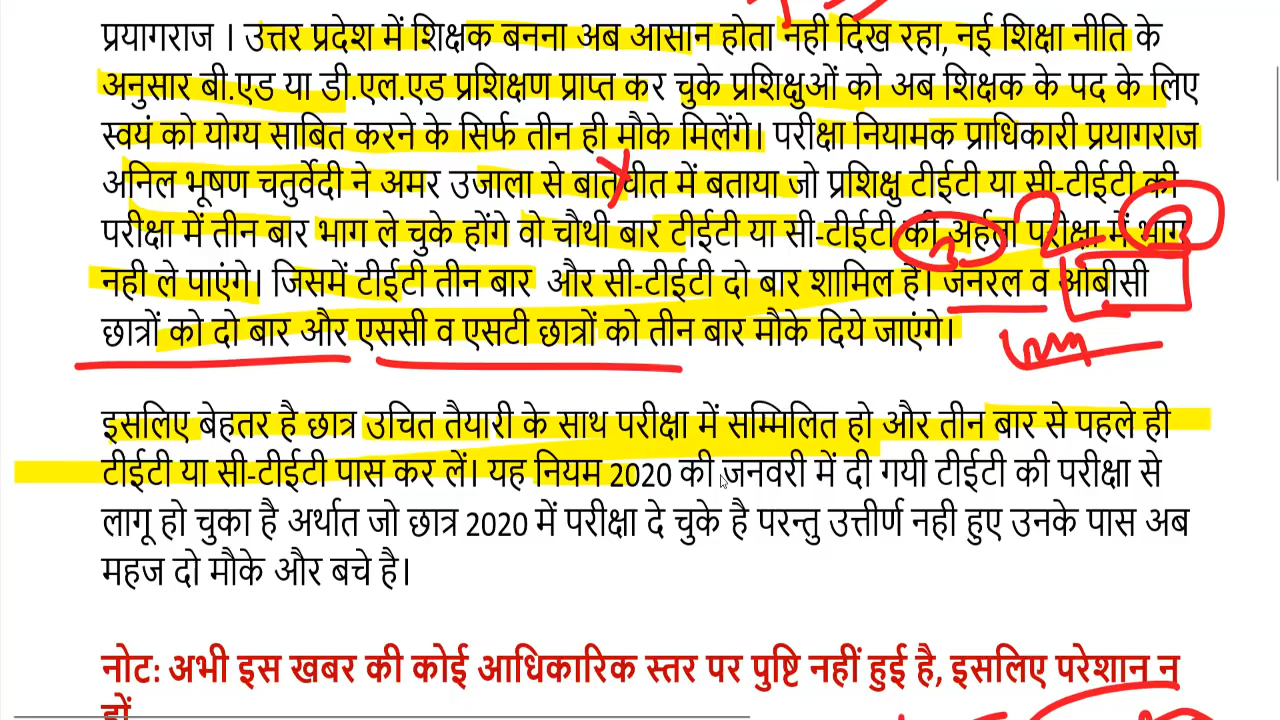 प्रयागराज । उत्तर प्रदेश में शिक्षक बनना अब आसान होता नही दिख रहा, नई शिक्षा नीति के
अनुसार बी.एड या डी.एल.एड प्रशिक्षण प्राप्त कर चुके प्रशिक्षुओं को अब शिक्षक के पद के लिए
स्वयं को योग्य साबित करने के सिर्फ तीन ही मौके मिलेंगे। परीक्षा नियामक प्राधिकारी प्रयागराज
अनिल भूषण चतुर्वेदी ने अमर उजाला से बातचीत में बताया जो प्रशिक्षु टीईटी या सी-टीईटी की
परीक्षा में तीन बार भाग ले चुके होंगे वो चौथी बार टीईटी या सी-टीईटी की अर्हता परीक्षा में भाग
नही ले पाएंगे। जिसमें टीईटी तीन बार और सी-टीईटी दो बार शामिल है। जनरल व ओबीसी
छात्रों को दो बार और एससी व एसटी छात्रों को तीन बार मौके दिये जाएंगे।
इसलिए बेहतर है छात्र उचित तैयारी के साथ परीक्षा में सम्मिलित हो और तीन बार से पहले ही
टीईटी या सी-टीईटी पास कर लें। यह नियम 2020 की जनवरी में दी गयी टीईटी की परीक्षा से
लागू हो चुका है अर्थात जो छात्र 2020 में परीक्षा दे चुके है परन्तु उत्तीर्ण नही हुए उनके पास अब
महज दो मौके और बचे है।
नोट: अभी इस खबर की कोई आधिकारिक स्तर पर पुष्टि नहीं हुई है, इसलिए परेशान न
हों